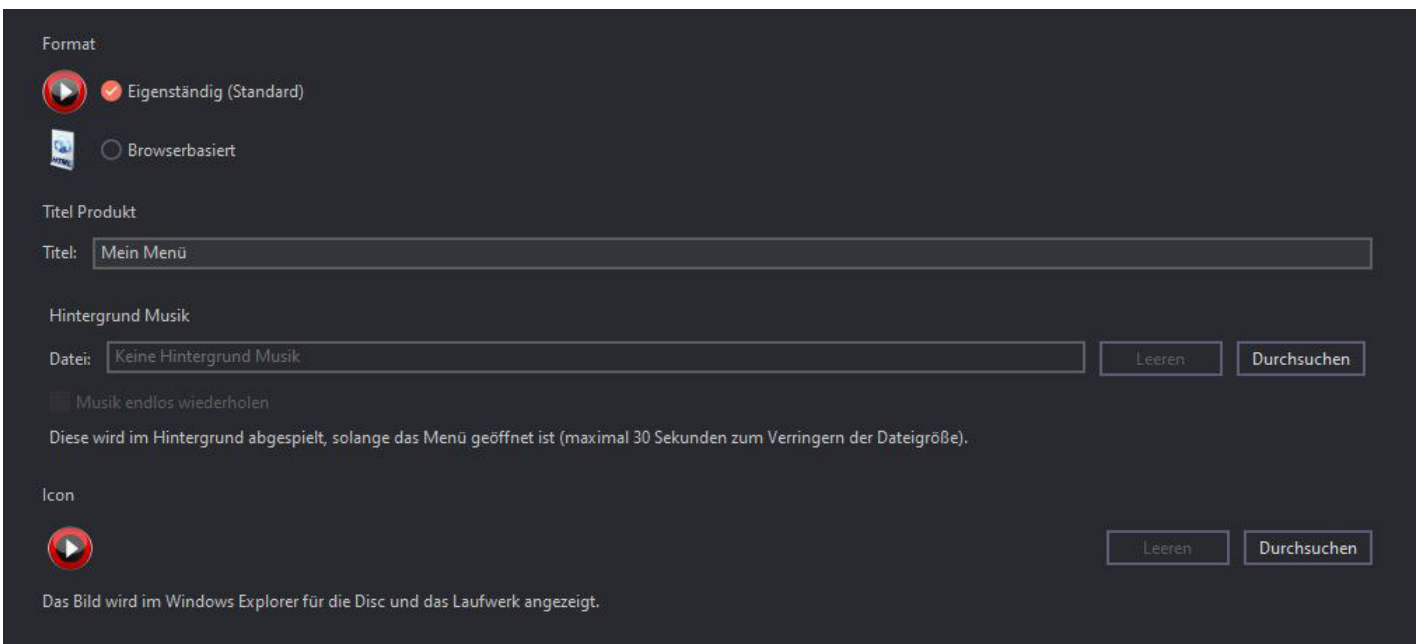 Format
Eigenständig (Standard)
HTML
Browserbasiert
Titel Produkt
Titel: Mein Menü
Hintergrund Musik
Datei: Keine Hintergrund Musik Leeren Durchsuchen
Musik endlos wiederholen
Diese wird im Hintergrund abgespielt, solange das Menü geöffnet ist (maximal 30 Sekunden zum Verringern der Dateigröße).
Icon
Leeren Durchsuchen
Das Bild wird im Windows Explorer für die Disc und das Laufwerk angezeigt.